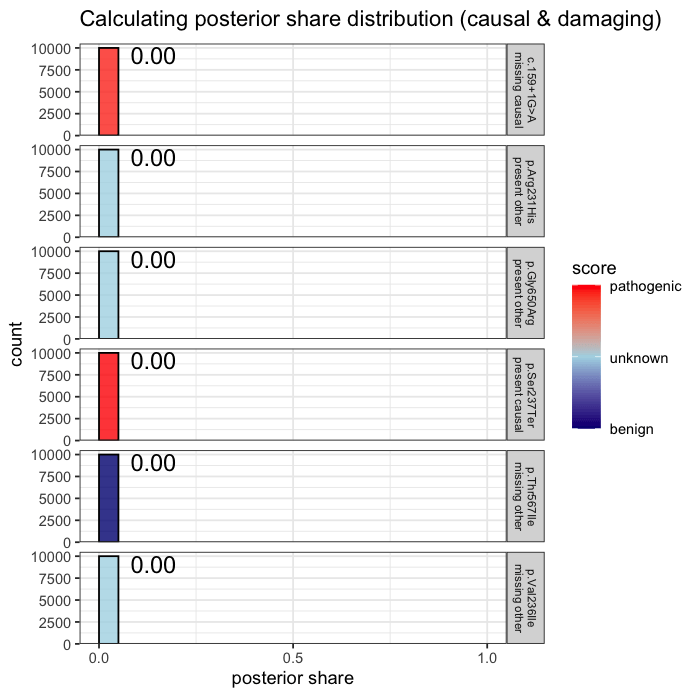 Calculating posterior share distribution (causal & damaging)
10000
7500
5000
2500
0
0.00
c.159+1G>A
missing causal
10000
7500
5000
2500
0
0.00
p.Arg231His
present other
10000
7500
5000
2500
0
0.00
p.Gly650Arg
present other
10000
7500
5000
2500
0
0.00
p.Ser237Ter
present causal
10000
7500
5000
2500
0
0.00
p.Thr567Ile
missing other
10000
7500
5000
2500
0
0.00
p.Val236Ile
missing other
count
0.0 0.5 1.0
posterior share
score
pathogenic
unknown
benign